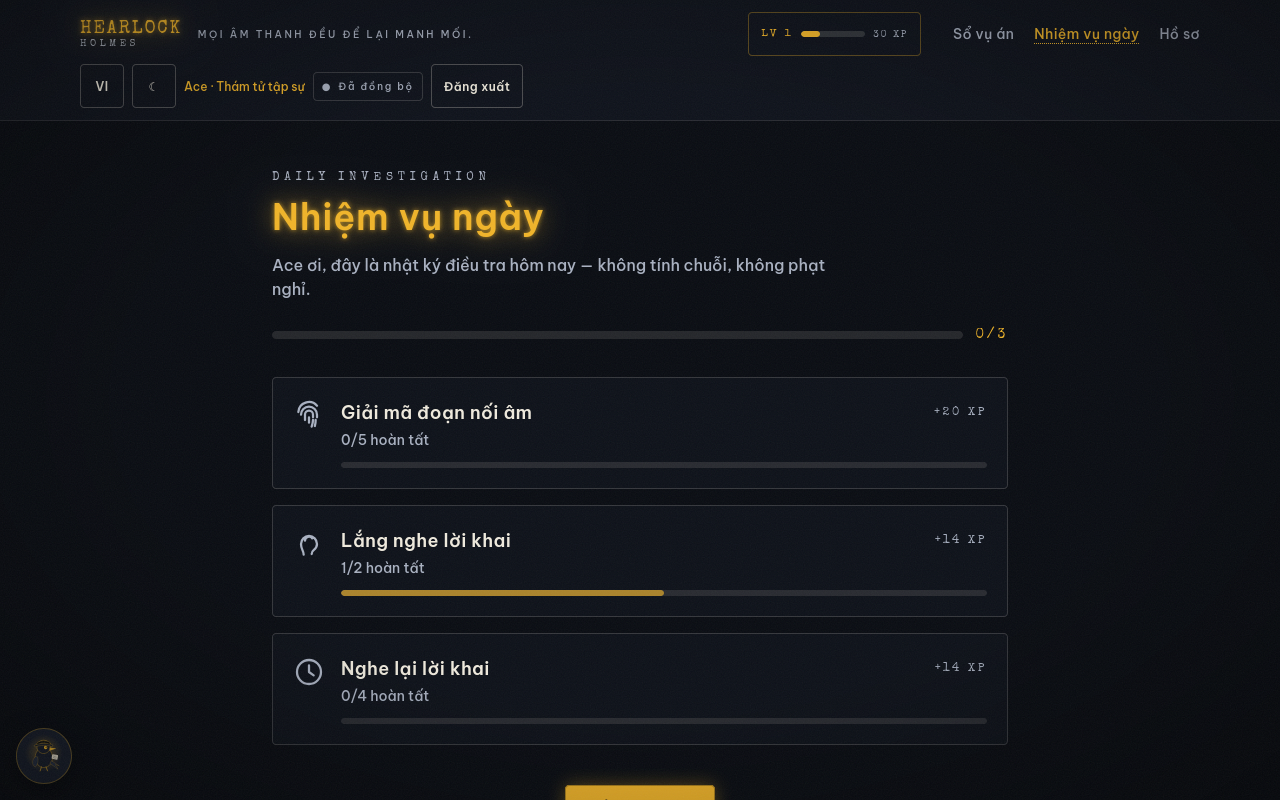 HEARLOCK
HOLMES
MỌI ÂM THANH ĐỀU ĐỂ LẠI MANH MỐI.
LV 1
30 XP
Sổ vụ án
Nhiệm vụ ngày
Hồ sơ
VI
Ace · Thám tử tập sự
Đã đồng bộ
Đăng xuất
DAILY INVESTIGATION
Nhiệm vụ ngày
Ace ơi, đây là nhật ký điều tra hôm nay — không tính chuỗi, không phạt
nghỉ.
0/3
Giải mã đoạn nối âm
+20 XP
0/5 hoàn tất
Lắng nghe lời khai
+14 XP
1/2 hoàn tất
Nghe lại lời khai
+14 XP
0/4 hoàn tất